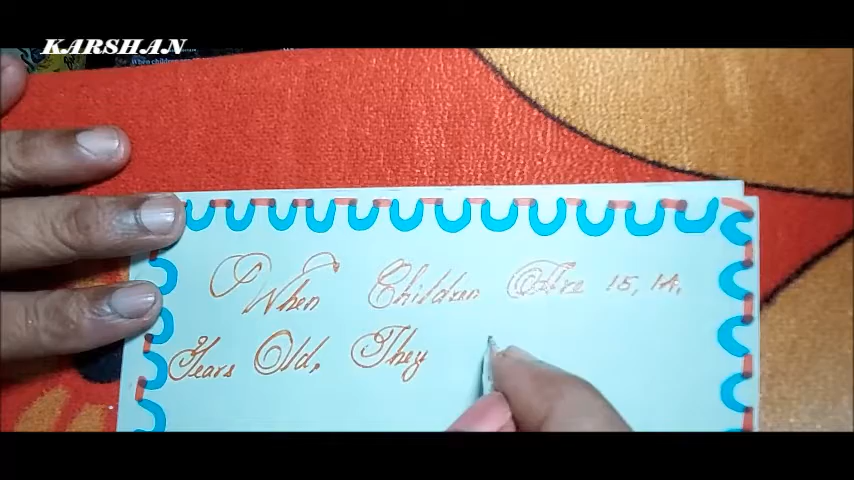 KARSHAN
When Children Are 15, 14,
Years Old, They